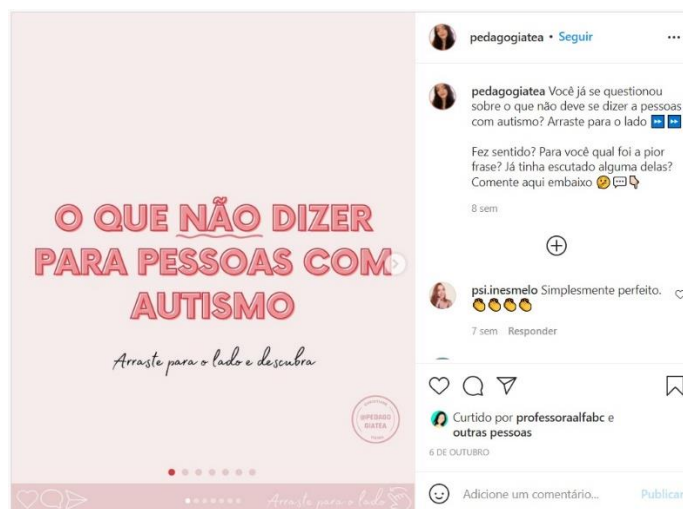 O QUE NÃO DIZER
PARA PESSOAS COM
AUTISMO
Arraste para o lado e descubra
@PEDAGO
GIATEA
Arraste para o lado
pedagogiatea • Seguir
pedagogiatea Você já se questionou
sobre o que não deve se dizer a pessoas
com autismo? Arraste para o lado
Fez sentido? Para você qual foi a pior
frase? Já tinha escutado alguma delas?
Comente aqui embaixo
8 sem
psi.inesmelo Simplesmente perfeito.
7 sem Responder
Curtido por professoraalfabc e
outras pessoas
6 DE OUTUBRO
Adicione um comentário... Publicar